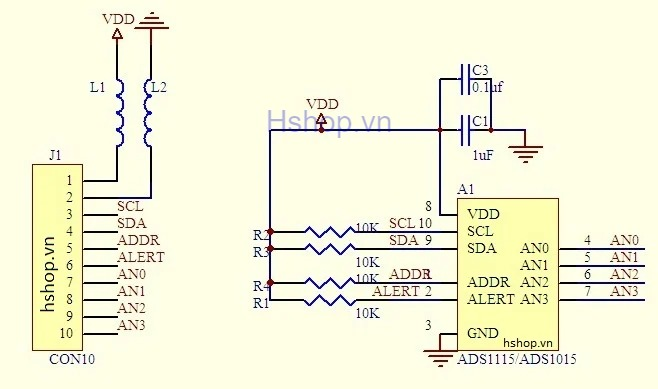 VDD
L1
L2
J1
1
2
3
4
5
6
7
8
9
10
SCL
SDA
ADDR
ALERT
AN0
AN1
AN2
AN3
hshop.vn
CON10
Hshop.vn
VDD
C3
0.1uf
C1
1uF
A1
R2
R3
R4
R1
10K
10K
10K
10K
SCL 10
SDA 9
ADDR 1
ALERT 2
8
3
VDD
SCL
SDA
ADDR
ALERT
GND
AN0
AN1
AN2
AN3
4 AN0
5 AN1
6 AN2
7 AN3
hshop.vn
ADS1115/ADS1015